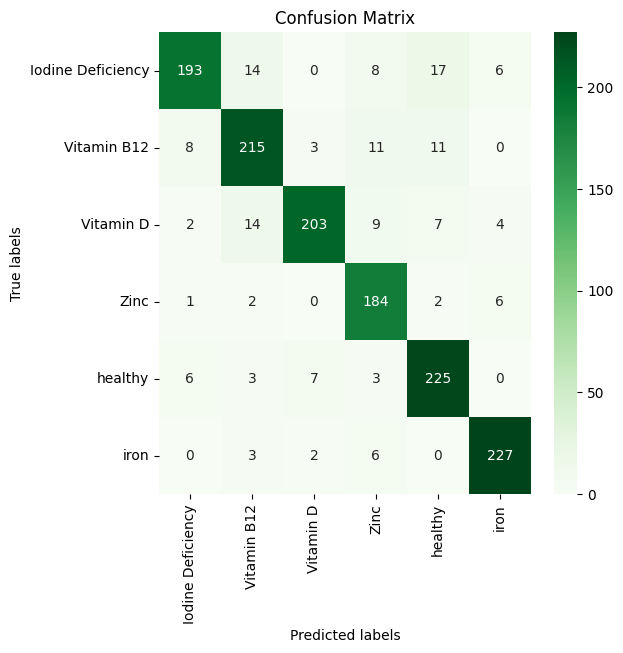 Confusion Matrix
Iodine Deficiency 193 14 0 8 17 6
Vitamin B12 8 215 3 11 11 0
Vitamin D 2 14 203 9 7 4
Zinc 1 2 0 184 2 6
healthy 6 3 7 3 225 0
iron 0 3 2 6 0 227
True labels
Iodine Deficiency Vitamin B12 Vitamin D Zinc healthy iron
Predicted labels
200
150
100
50
0